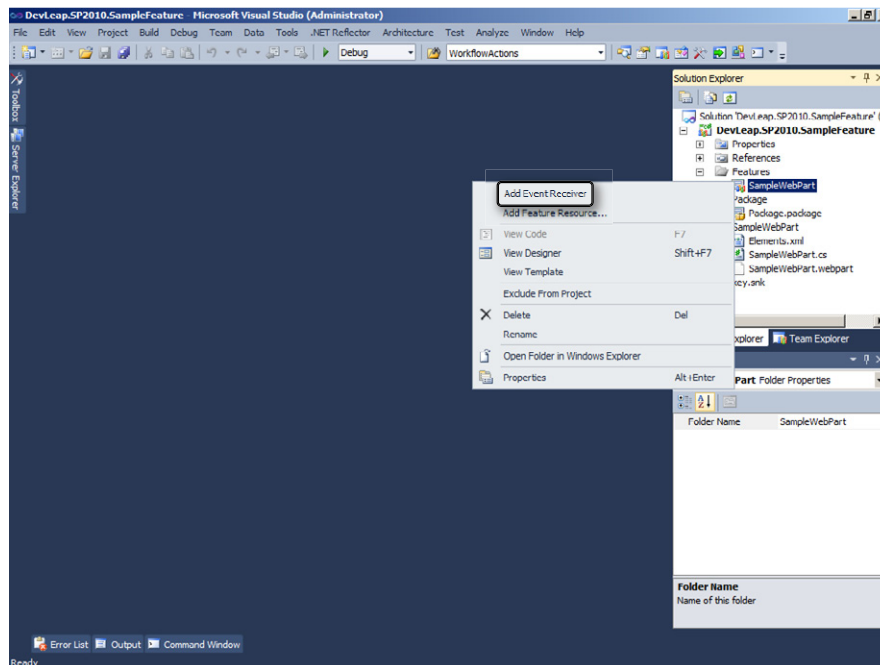 DevLeap.SP2010.SampleFeature - Microsoft Visual Studio (Administrator)
File Edit View Project Build Debug Team Data Tools .NET Reflector Architecture Test Analyze Window Help
Debug WorkflowActions
Toolbox
Server Explorer
Solution Explorer
Solution 'DevLeap.SP2010.SampleFeature' (
DevLeap.SP2010.SampleFeature
Properties
References
Features
SampleWebPart
Package
Package.package
SampleWebPart
Elements.xml
SampleWebPart.cs
SampleWebPart.webpart
key.snk
Add Event Receiver
Add Feature Resource...
View Code F7
View Designer Shift+F7
View Template
Exclude From Project
Delete Del
Rename
Open Folder in Windows Explorer
Properties Alt+Enter
xplorer Team Explorer
Part Folder Properties
Folder Name SampleWebPart
Folder Name
Name of this folder
Error List Output Command Window
Ready